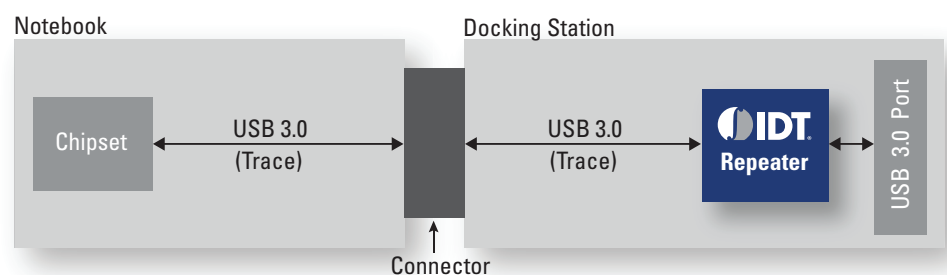 Notebook
Docking Station
Chipset
USB 3.0
(Trace)
USB 3.0
(Trace)
IDT
Repeater
USB 3.0 Port
Connector